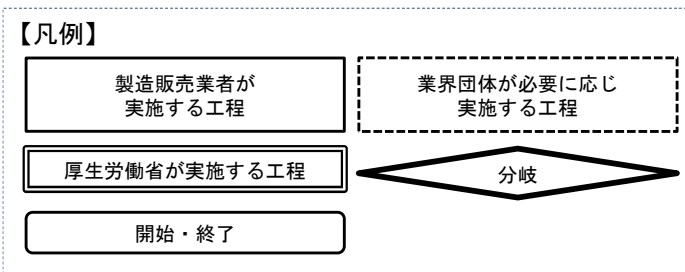 【凡例】
製造販売業者が
実施する工程
業界団体が必要に応じ
実施する工程
厚生労働省が実施する工程
分岐
開始・終了